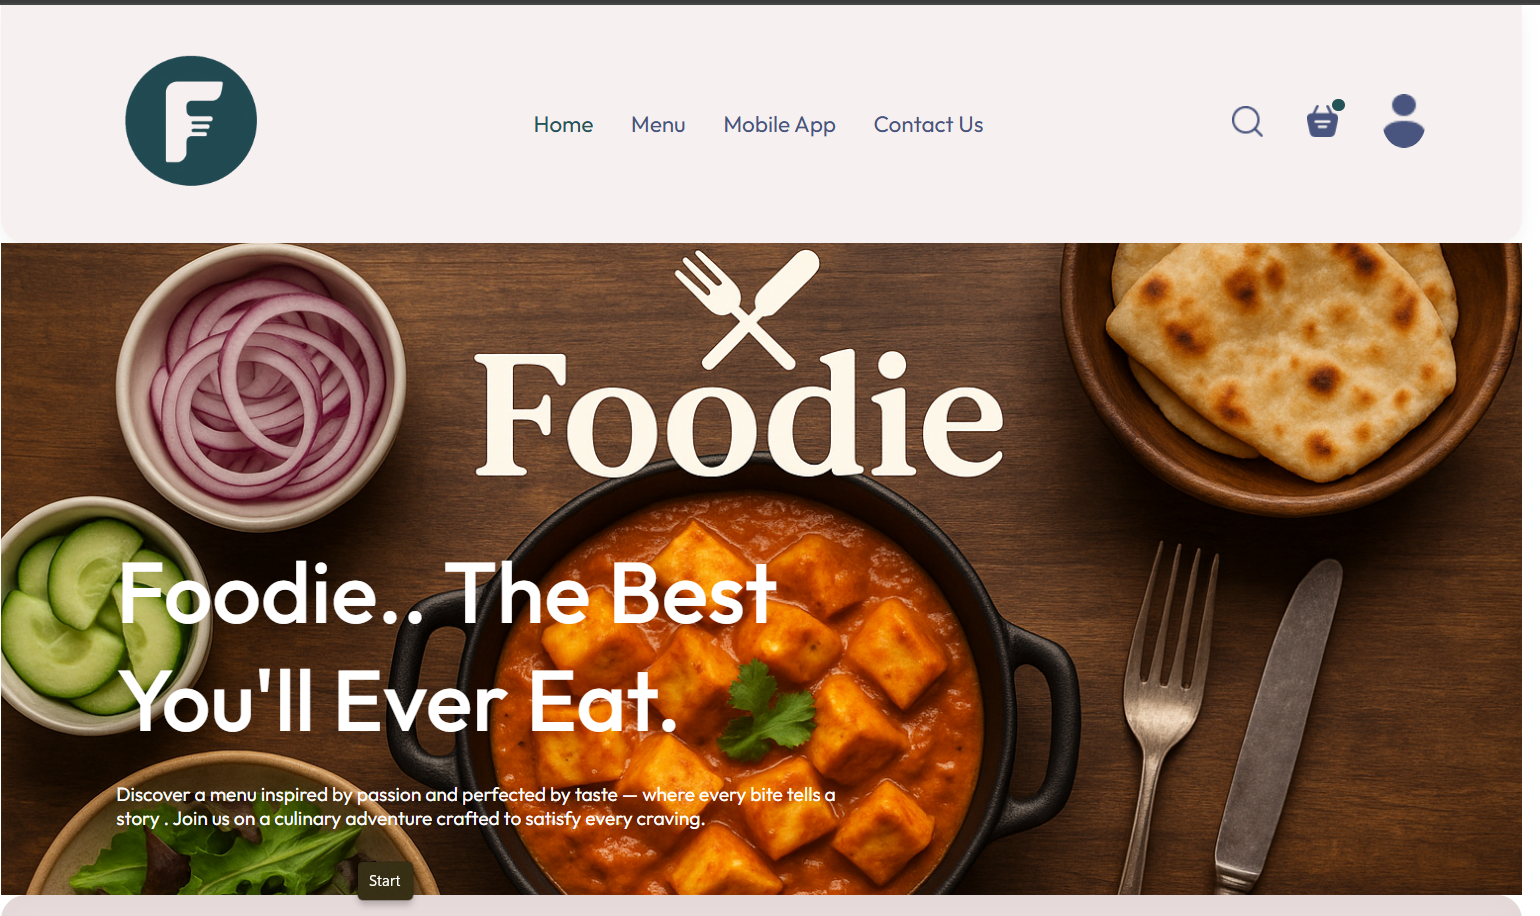 F
Home Menu Mobile App Contact Us
Foodie
Foodie.. The Best
You'll Ever Eat.
Discover a menu inspired by passion and perfected by taste — where every bite tells a
story . Join us on a culinary adventure crafted to satisfy every craving.
Start